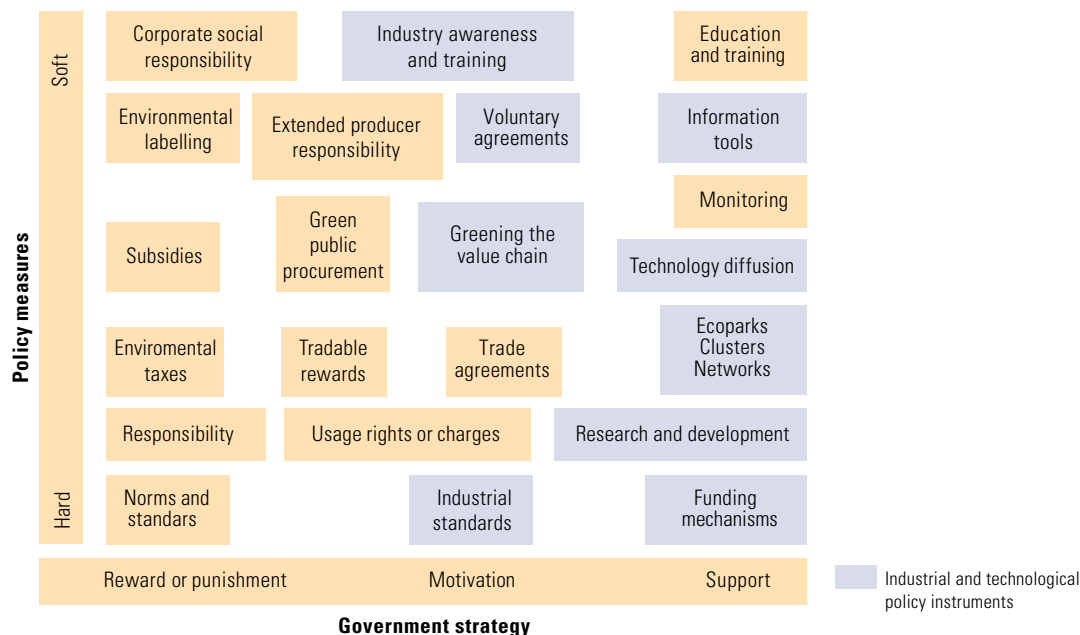 Policy measures
Soft
Hard
Corporate social
responsibility
Industry awareness
and training
Education
and training
Environmental
labelling
Extended producer
responsibility
Voluntary
agreements
Information
tools
Monitoring
Subsidies
Green
public
procurement
Greening the
value chain
Technology diffusion
Enviromental
taxes
Tradable
rewards
Trade
agreements
Ecoparks
Clusters
Networks
Responsibility
Usage rights or charges
Research and development
Norms and
standars
Industrial
standards
Funding
mechanisms
Reward or punishment
Motivation
Support
Government strategy
Industrial and technological
policy instruments